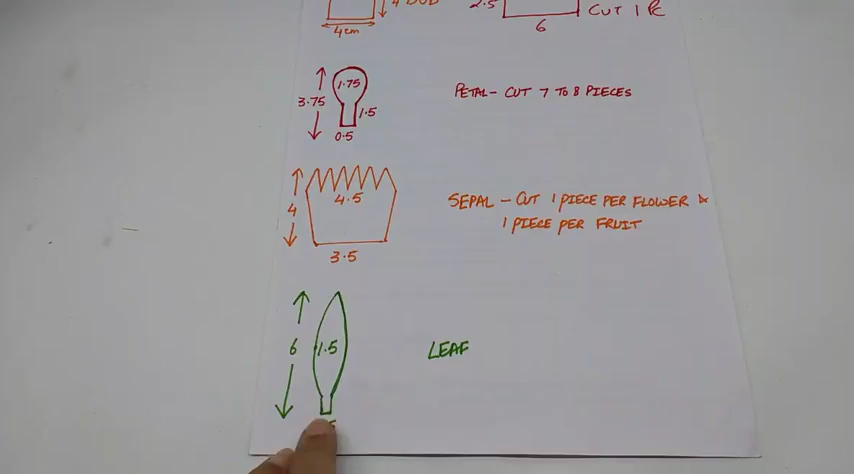 2.5
CUT 1 PC
4cm
6
1.75
3.75
1.5
0.5
PETAL - CUT 7 TO 8 PIECES
4.5
4
SEPAL - CUT 1 PIECE PER FLOWER &
1 PIECE PER FRUIT
3.5
6
1.5
LEAF